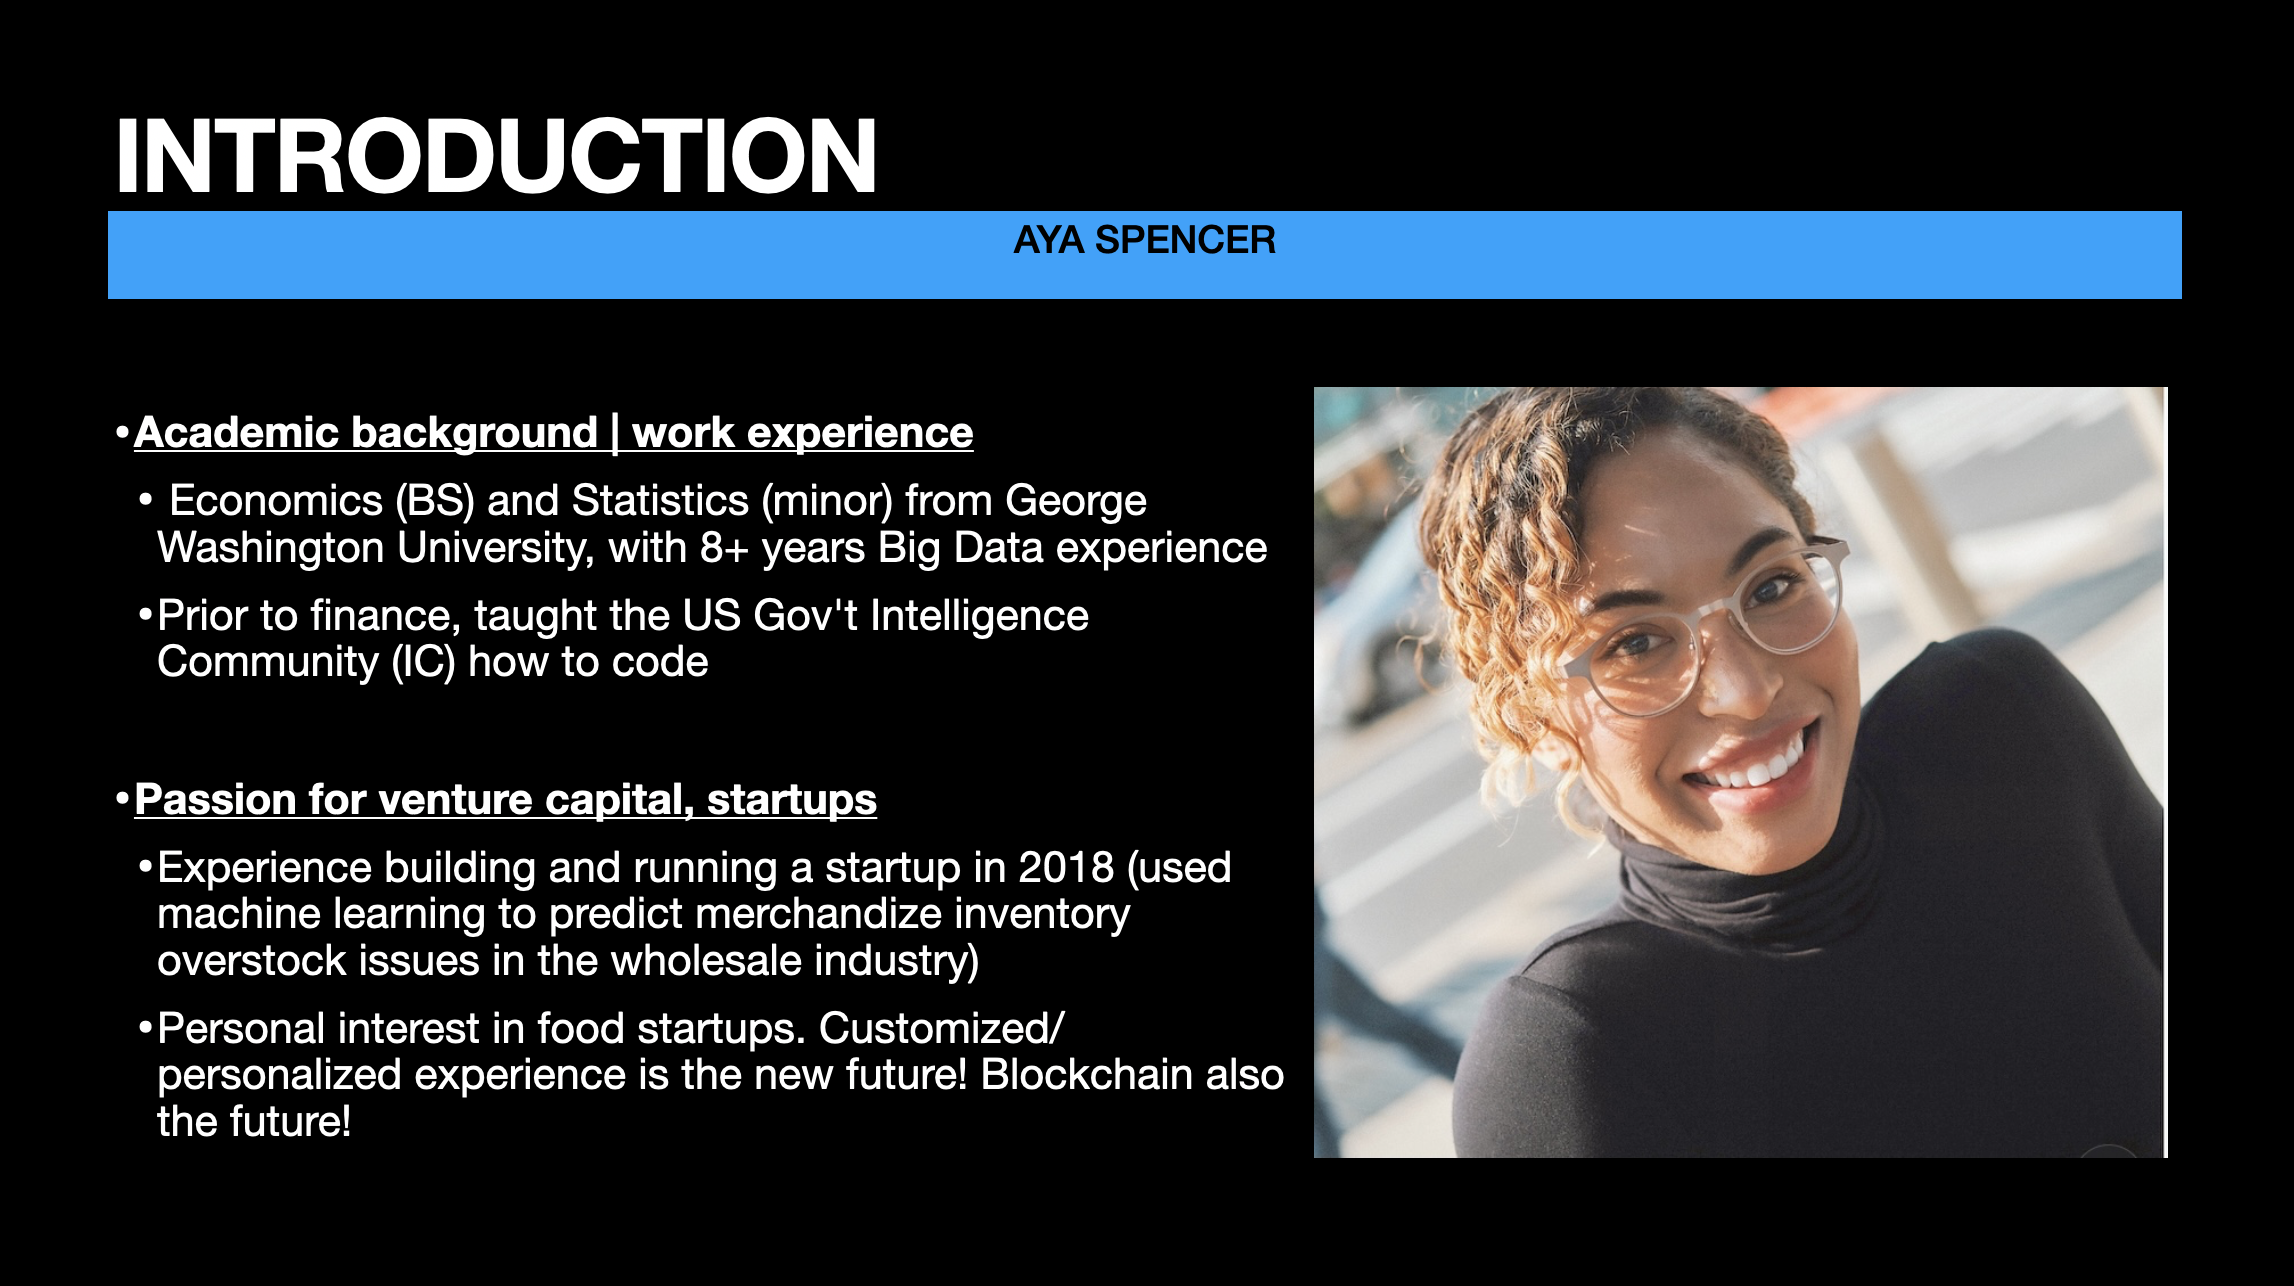 INTRODUCTION
AYA SPENCER
•Academic background | work experience
• Economics (BS) and Statistics (minor) from George
Washington University, with 8+ years Big Data experience
•Prior to finance, taught the US Gov't Intelligence
Community (IC) how to code
•Passion for venture capital, startups
•Experience building and running a startup in 2018 (used
machine learning to predict merchandize inventory
overstock issues in the wholesale industry)
•Personal interest in food startups. Customized/
personalized experience is the new future! Blockchain also
the future!